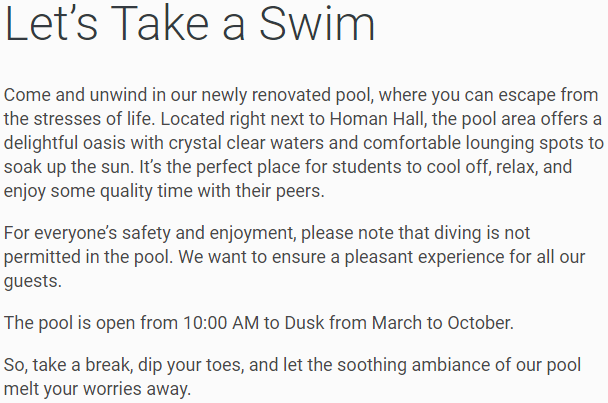 Let’s Take a Swim
Come and unwind in our newly renovated pool, where you can escape from
the stresses of life. Located right next to Homan Hall, the pool area offers a
delightful oasis with crystal clear waters and comfortable lounging spots to
soak up the sun. It’s the perfect place for students to cool off, relax, and
enjoy some quality time with their peers.
For everyone’s safety and enjoyment, please note that diving is not
permitted in the pool. We want to ensure a pleasant experience for all our
guests.
The pool is open from 10:00 AM to Dusk from March to October.
So, take a break, dip your toes, and let the soothing ambiance of our pool
melt your worries away.